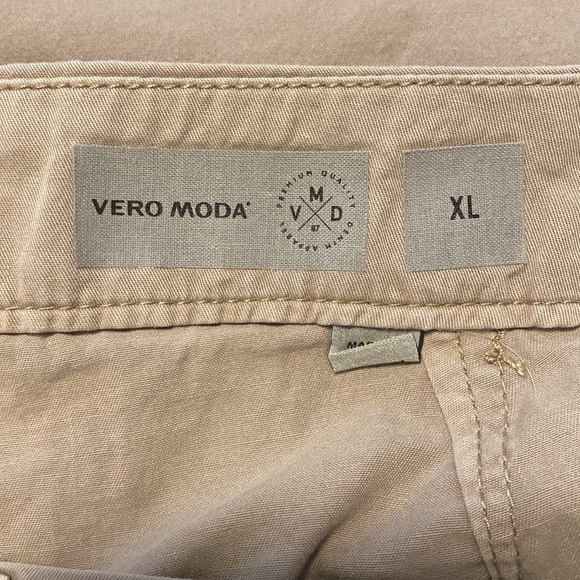 VERO MODA®
PREMIUM QUALITY
M
V D
87
DENIM APPAREL
XL